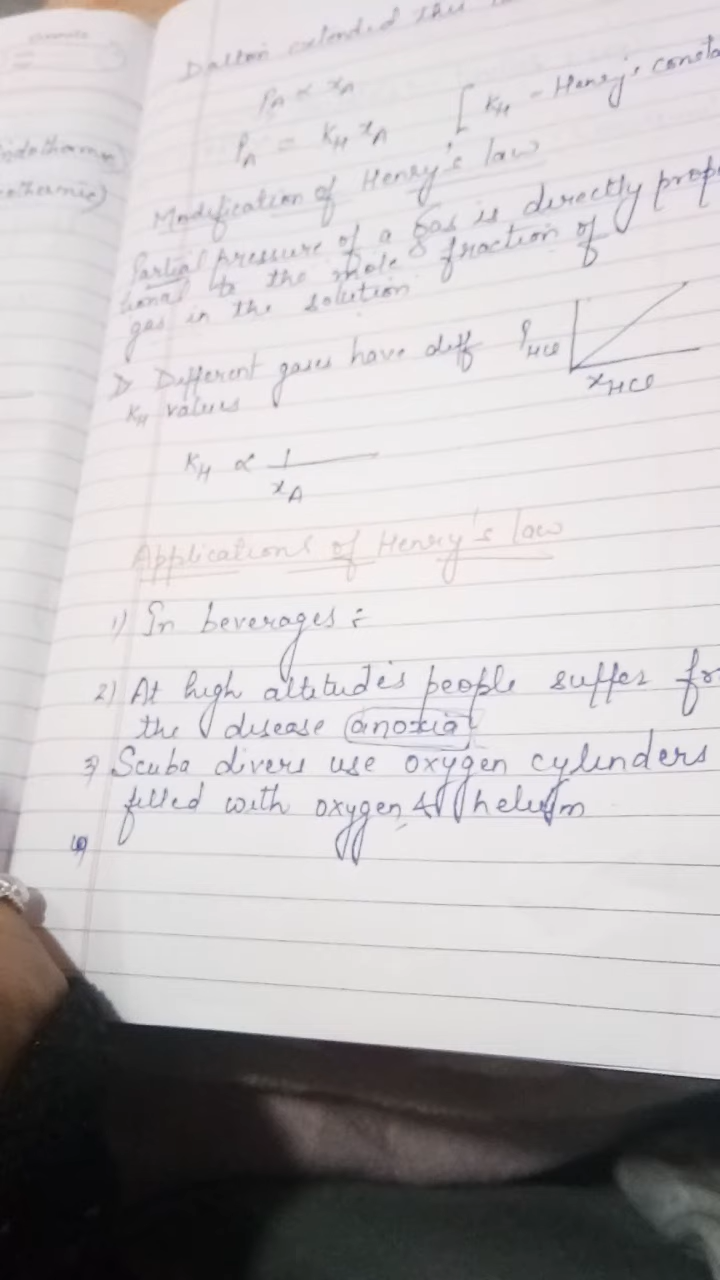 Dalton extended this
PA ∝ xA
PA = KH xA [KH - Henry's consta
Modification of Henry's law
Partial pressure of a gas is directly prop
tional to the mole fraction of
gas in the solution
Different gases have diff
KH values
PHCl
xHCl
KH ∝ 1/xA
Applications of Henry's law
1) In beverages :
2) At high altitudes people suffer fr
the disease anoxia
3) Scuba divers use oxygen cylinders
filled with oxygen & helium
4)